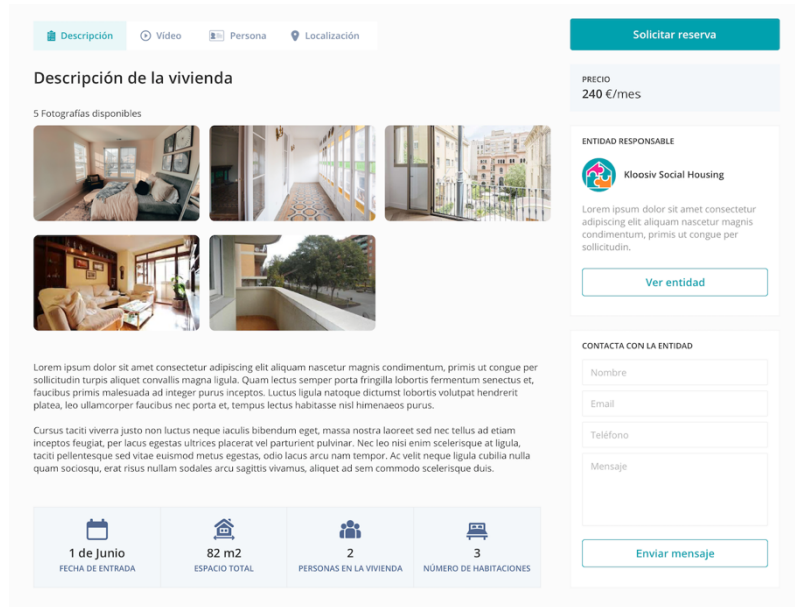 Descripción
Vídeo
Persona
Localización
Descripción de la vivienda
5 Fotografías disponibles
Lorem ipsum dolor sit amet consectetur adipiscing elit aliquam nascetur magnis condimentum, primis ut congue per
sollicitudin turpis aliquet convallis magna ligula. Quam lectus semper porta fringilla lobortis fermentum senectus et,
faucibus primis malesuada ad integer purus inceptos. Luctus ligula natoque dictumst lobortis volutpat hendrerit
platea, leo ullamcorper faucibus nec porta et, tempus lectus habitasse nisl himenaeos purus.
Cursus taciti viverra justo non luctus neque iaculis bibendum eget, massa nostra laoreet sed nec tellus ad etiam
inceptos feugiat, per lacus egestas ultrices placerat vel parturient pulvinar. Nec leo nisi enim scelerisque at ligula,
taciti pellentesque sed vitae euismod metus egestas, odio lacus arcu nam tempor. Ac velit neque ligula cubilia nulla
quam sociosqu, erat risus nullam sodales arcu sagittis vivamus, aliquet ad sem commodo scelerisque duis.
1 de Junio
FECHA DE ENTRADA
82 m2
ESPACIO TOTAL
2
PERSONAS EN LA VIVIENDA
3
NÚMERO DE HABITACIONES
Solicitar reserva
PRECIO
240 €/mes
ENTIDAD RESPONSABLE
Kloosiv Social Housing
Lorem ipsum dolor sit amet consectetur
adipiscing elit aliquam nascetur magnis
condimentum, primis ut congue per
sollicitudin.
Ver entidad
CONTACTA CON LA ENTIDAD
Nombre
Email
Teléfono
Mensaje
Enviar mensaje